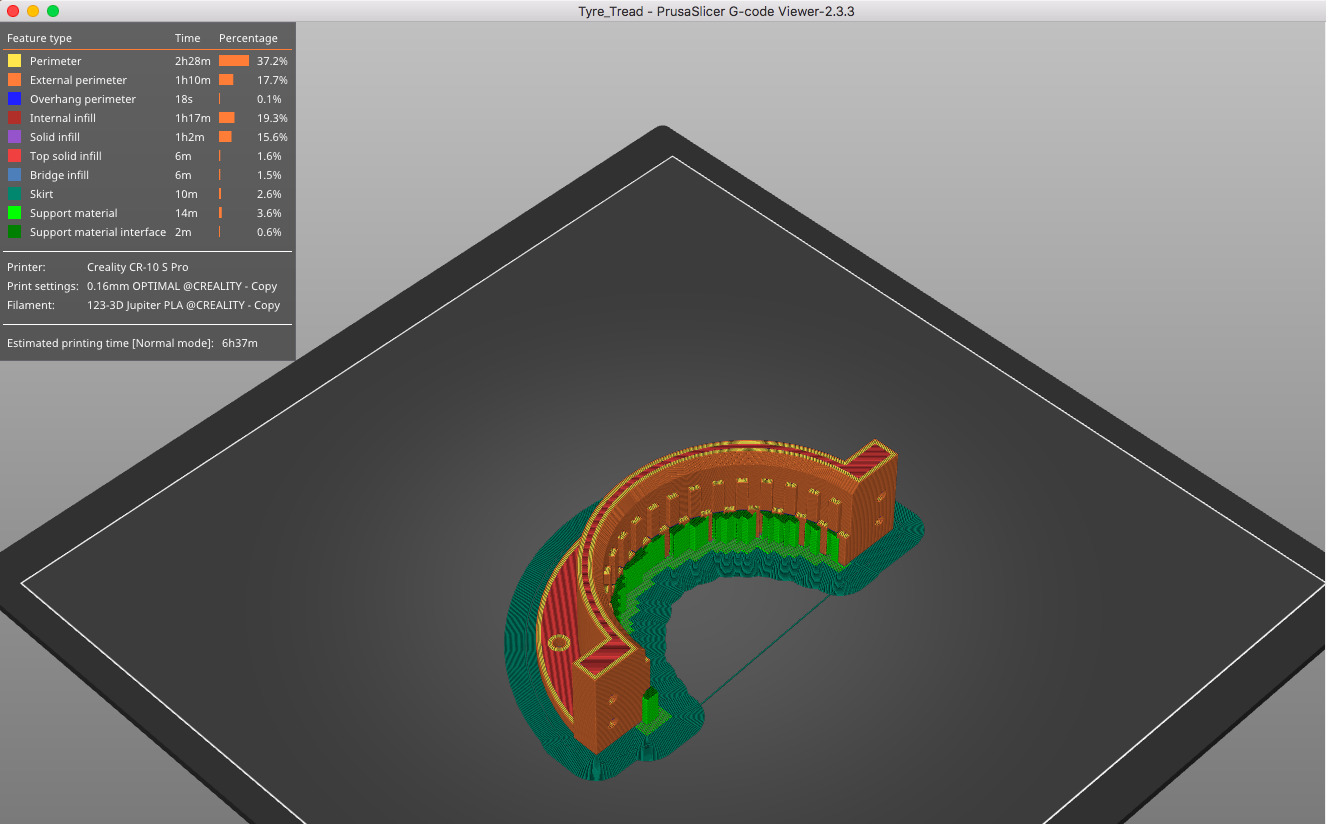 Tyre_Tread - PrusaSlicer G-code Viewer-2.3.3
Feature type Time Percentage
Perimeter 2h28m 37.2%
External perimeter 1h10m 17.7%
Overhang perimeter 18s 0.1%
Internal infill 1h17m 19.3%
Solid infill 1h2m 15.6%
Top solid infill 6m 1.6%
Bridge infill 6m 1.5%
Skirt 10m 2.6%
Support material 14m 3.6%
Support material interface 2m 0.6%
Printer: Creality CR-10 S Pro
Print settings: 0.16mm OPTIMAL @CREALITY - Copy
Filament: 123-3D Jupiter PLA @CREALITY - Copy
Estimated printing time [Normal mode]: 6h37m